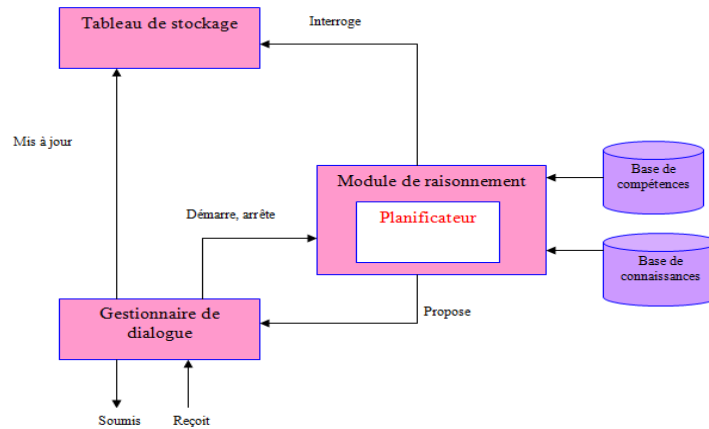 Tableau de stockage
Interroge
Mis à jour
Module de raisonnement
Planificateur
Base de
compétences
Base de
connaissances
Démarre, arrête
Gestionnaire de
dialogue
Propose
Soumis
Reçoit